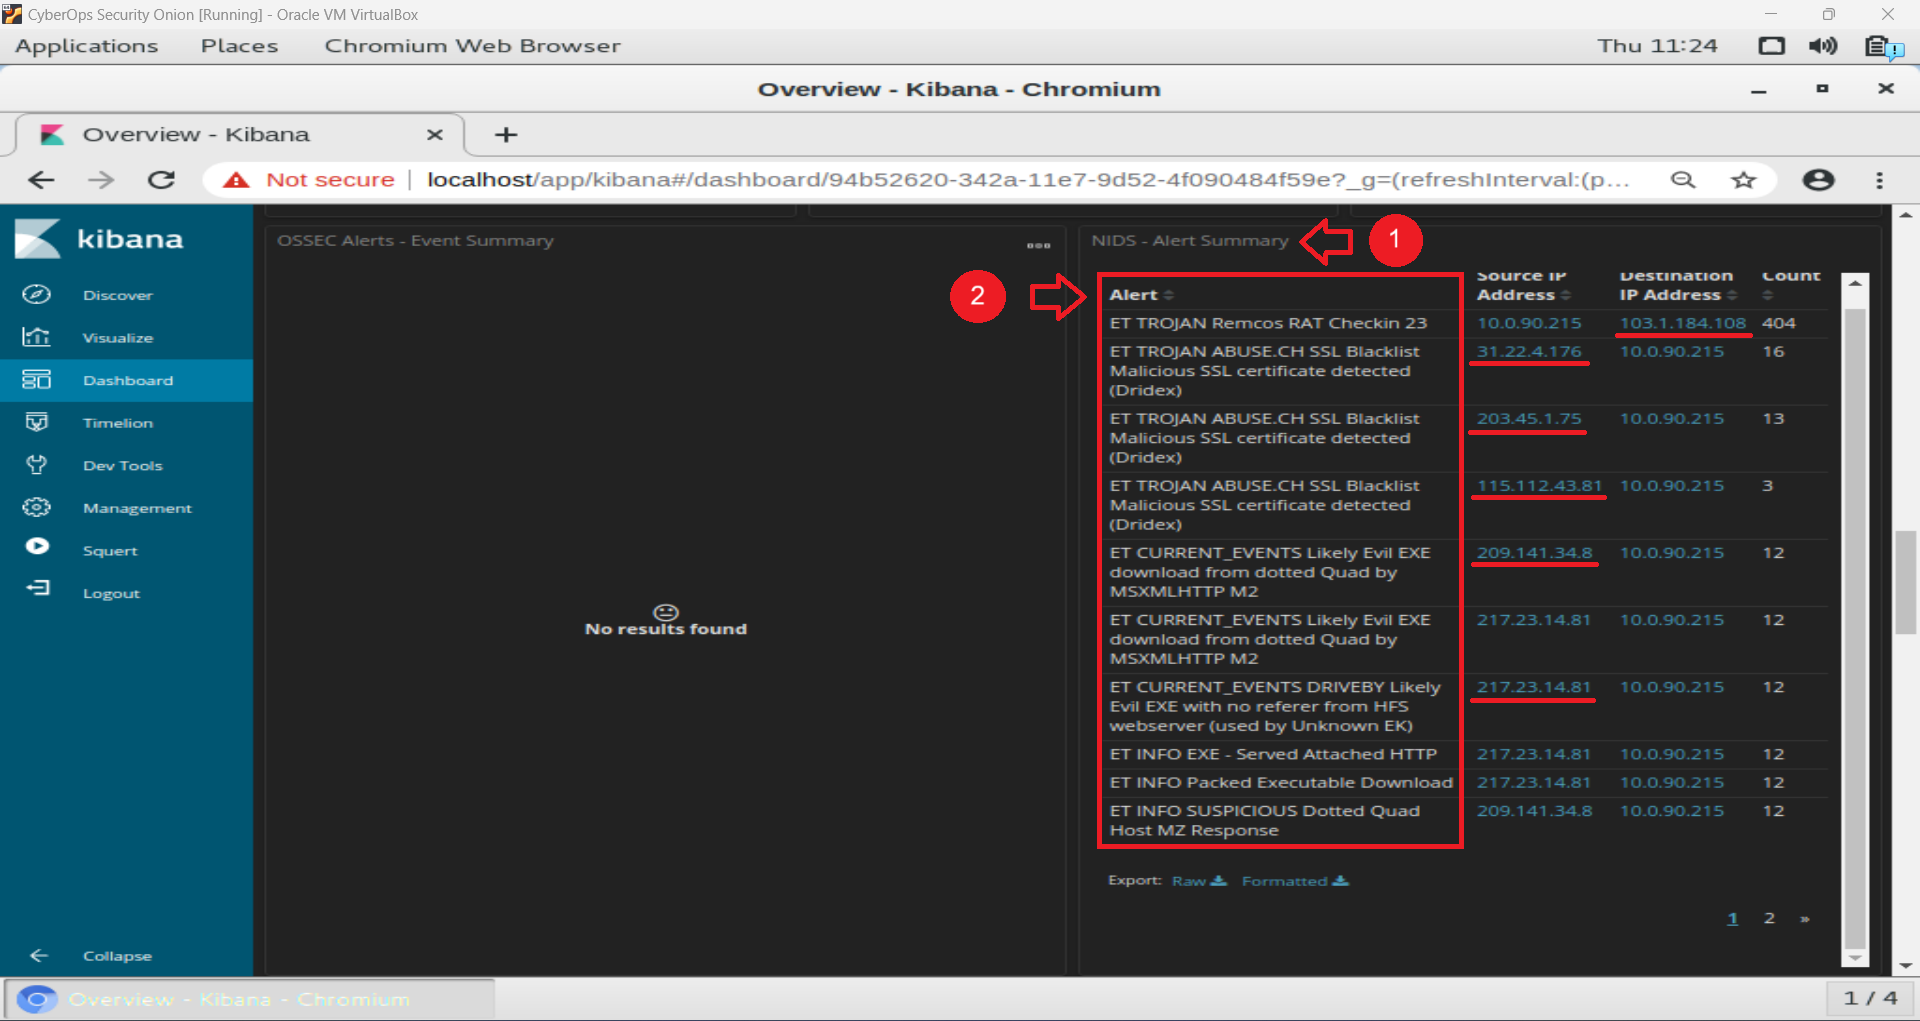 CyberOps Security Onion [Running] - Oracle VM VirtualBox
Applications Places Chromium Web Browser Thu 11:24
Overview - Kibana - Chromium
Overview - Kibana
Not secure | localhost/app/kibana#/dashboard/94b52620-342a-11e7-9d52-4f090484f59e?_g=(refreshInterval:(p...
kibana
Discover
Visualize
Dashboard
Timelion
Dev Tools
Management
Squert
Logout
Collapse
OSSEC Alerts - Event Summary
No results found
NIDS - Alert Summary
1
2
Alert Source IP Address Destination IP Address Count
ET TROJAN Remcos RAT Checkin 23 10.0.90.215 103.1.184.108 404
ET TROJAN ABUSE.CH SSL Blacklist 31.22.4.176 10.0.90.215 16
Malicious SSL certificate detected
(Dridex)
ET TROJAN ABUSE.CH SSL Blacklist 203.45.1.75 10.0.90.215 13
Malicious SSL certificate detected
(Dridex)
ET TROJAN ABUSE.CH SSL Blacklist 115.112.43.81 10.0.90.215 3
Malicious SSL certificate detected
(Dridex)
ET CURRENT_EVENTS Likely Evil EXE 209.141.34.8 10.0.90.215 12
download from dotted Quad by
MSXMLHTTP M2
ET CURRENT_EVENTS Likely Evil EXE 217.23.14.81 10.0.90.215 12
download from dotted Quad by
MSXMLHTTP M2
ET CURRENT_EVENTS DRIVEBY Likely 217.23.14.81 10.0.90.215 12
Evil EXE with no referer from HFS
webserver (used by Unknown EK)
ET INFO EXE - Served Attached HTTP 217.23.14.81 10.0.90.215 12
ET INFO Packed Executable Download 217.23.14.81 10.0.90.215 12
ET INFO SUSPICIOUS Dotted Quad 209.141.34.8 10.0.90.215 12
Host MZ Response
Export: Raw Formatted
1 2 »
Overview - Kibana - Chromium
1 / 4